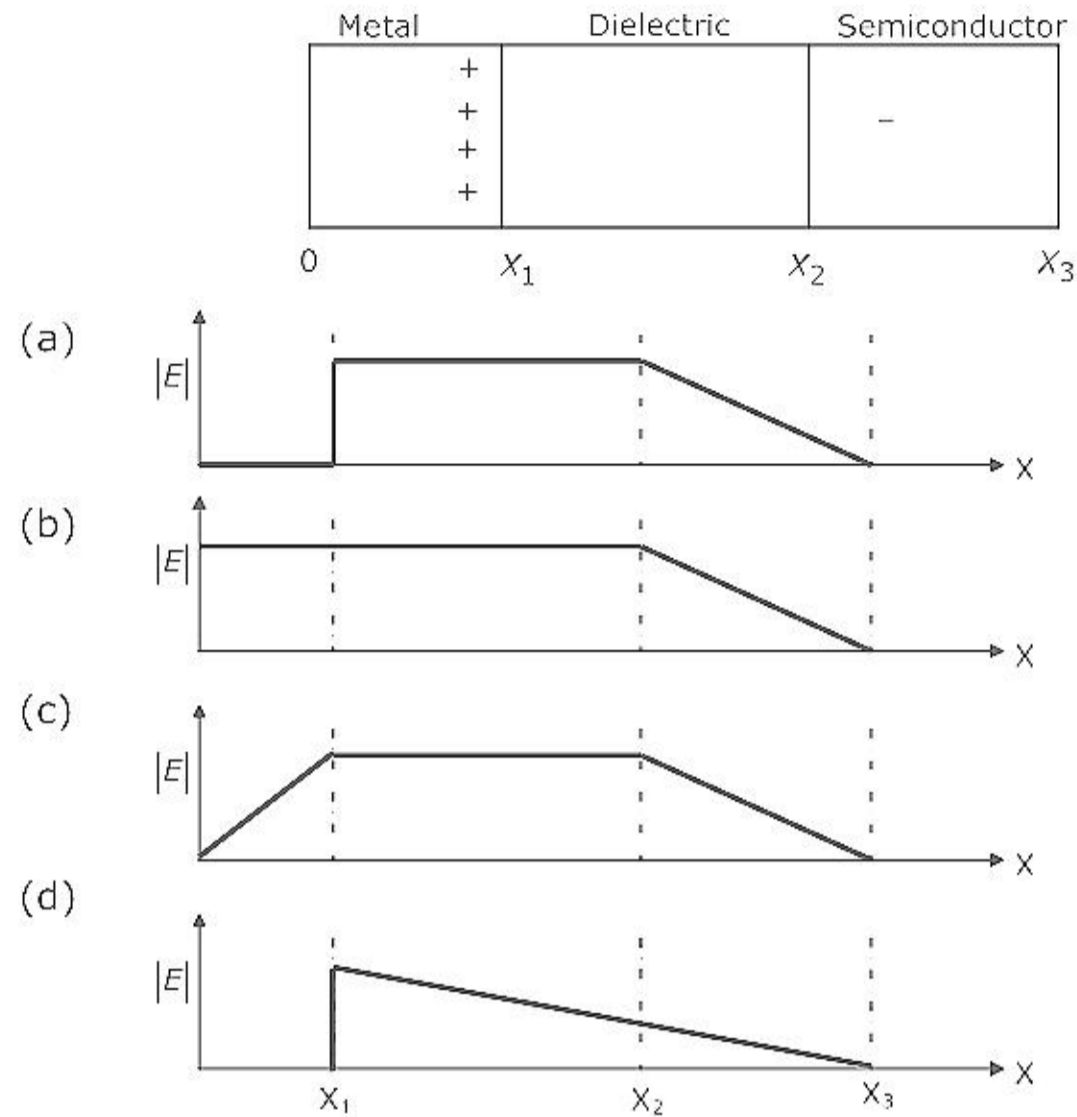 Metal Dielectric Semiconductor
+
+
–
+
+
0 X1 X2 X3
(a)
|E|
X
(b)
|E|
X
(c)
|E|
X
(d)
|E|
X
X1 X2 X3